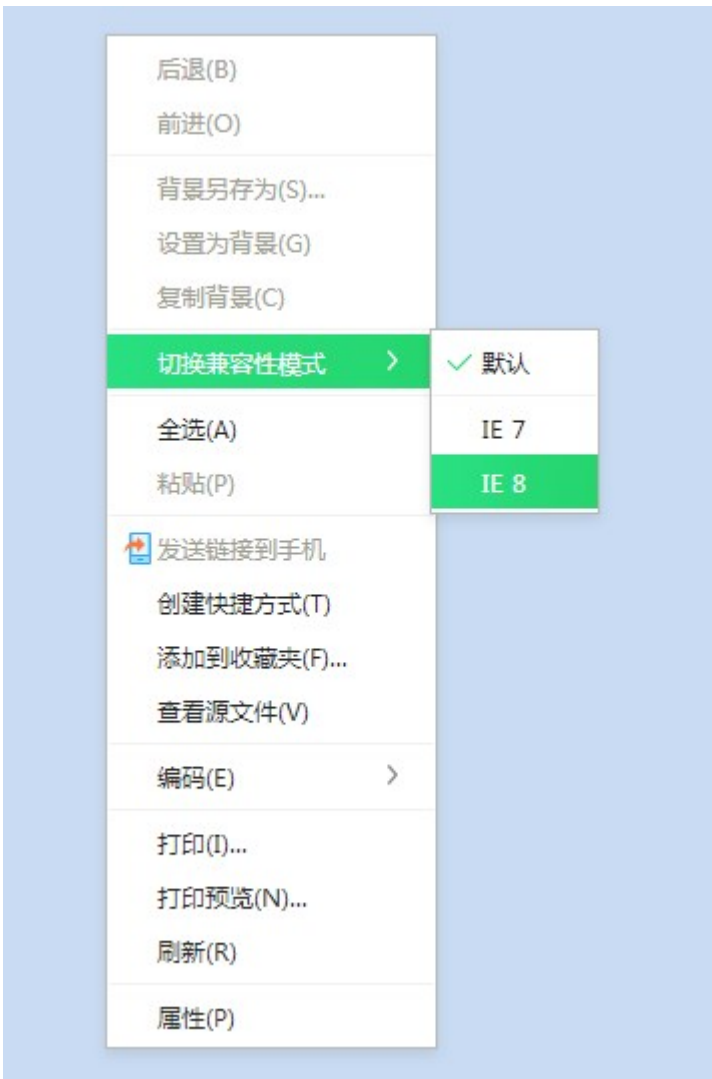 后退(B)
前进(O)
背景另存为(S)...
设置为背景(G)
复制背景(C)
切换兼容性模式
默认
全选(A)
IE 7
粘贴(P)
IE 8
发送链接到手机
创建快捷方式(T)
添加到收藏夹(F)...
查看源文件(V)
编码(E)
打印(I)...
打印预览(N)...
刷新(R)
属性(P)